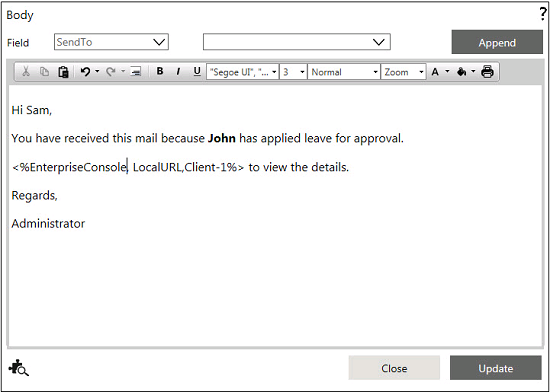 Body
?
Field SendTo Append
B I U "Segoe UI", "... 3 Normal Zoom A
Hi Sam,
You have received this mail because John has applied leave for approval.
<%EnterpriseConsole, LocalURL,Client-1%> to view the details.
Regards,
Administrator
Close Update